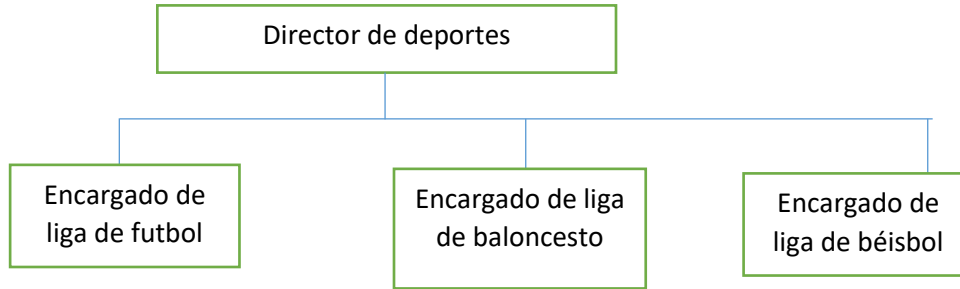 Director de deportes
Encargado de
liga de futbol
Encargado de liga
de baloncesto
Encargado de
liga de béisbol